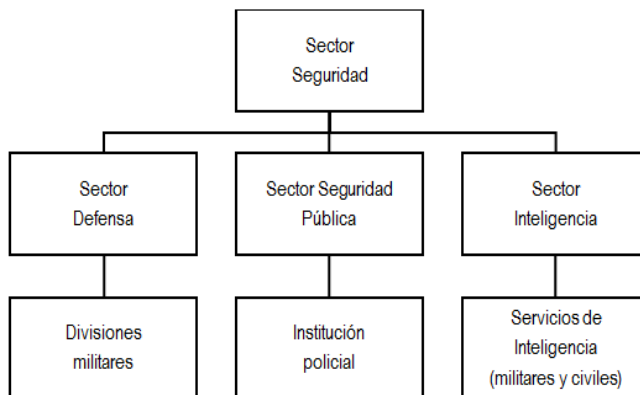 Sector
Seguridad
Sector
Defensa
Sector Seguridad
Pública
Sector
Inteligencia
Divisiones
militares
Institución
policial
Servicios de
Inteligencia
(militares y civiles)